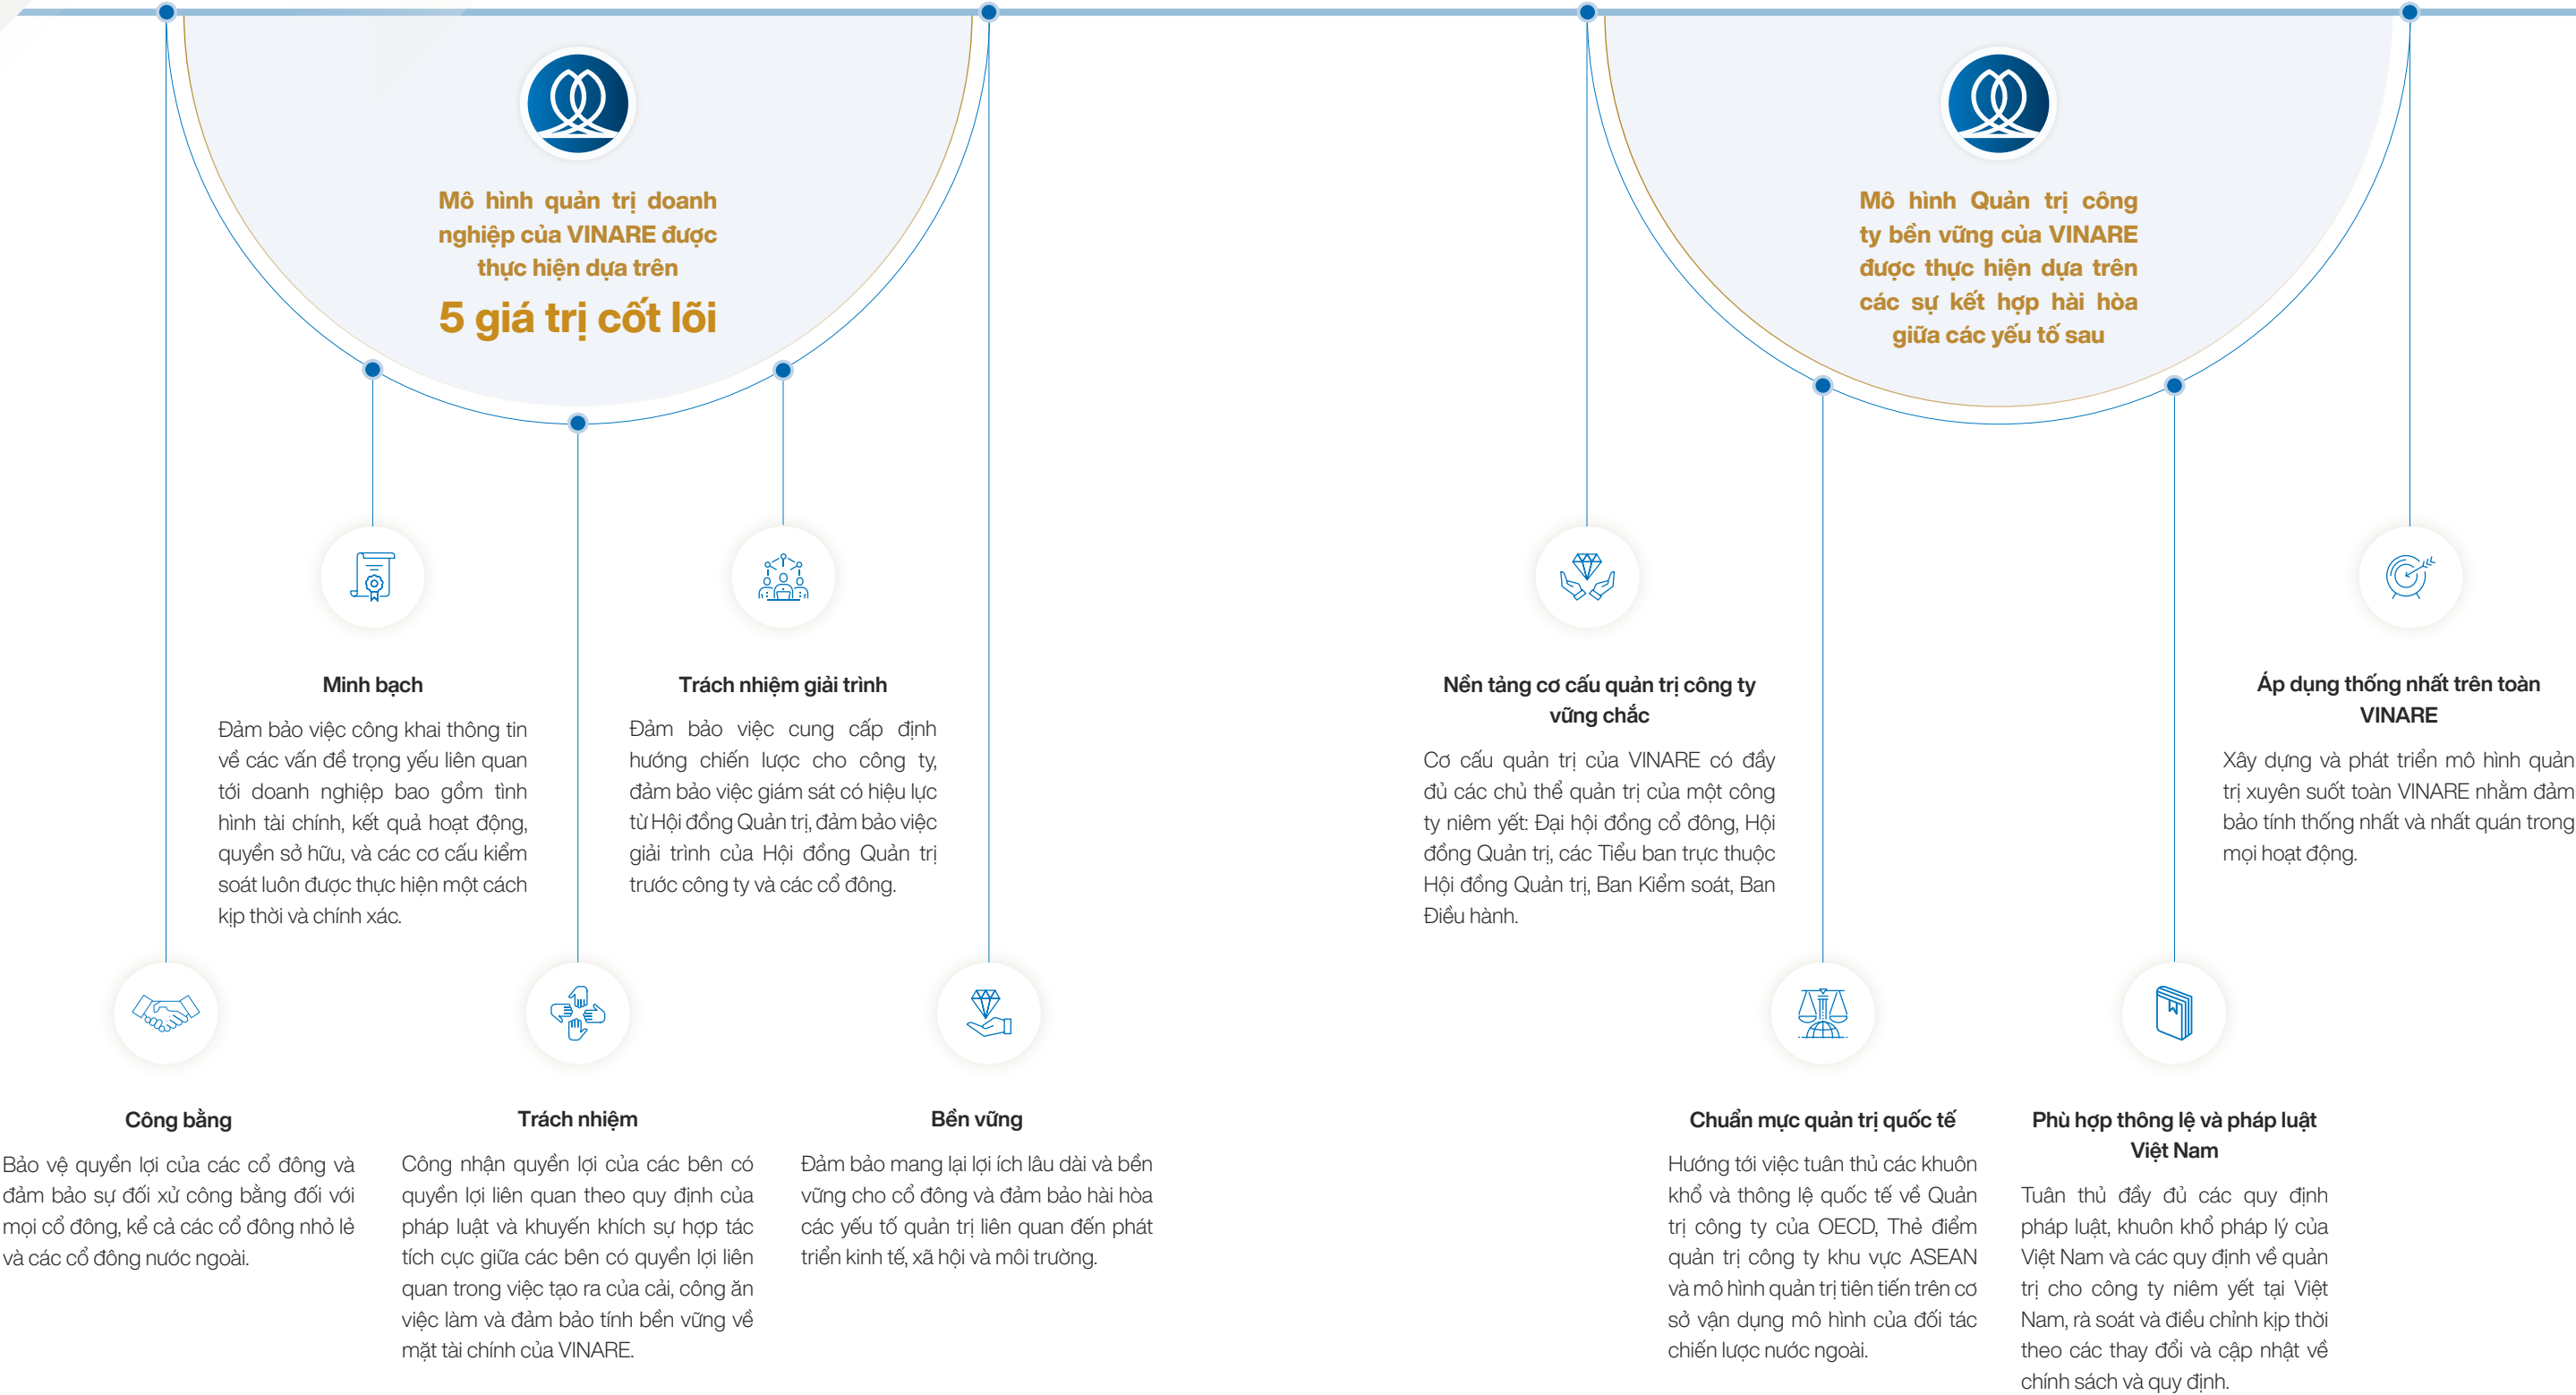 Mô hình quản trị doanh
nghiệp của VINARE được
thực hiện dựa trên
5 giá trị cốt lõi
Minh bạch
Đảm bảo việc công khai thông tin
về các vấn đề trọng yếu liên quan
tới doanh nghiệp bao gồm tình
hình tài chính, kết quả hoạt động,
quyền sở hữu, và các cơ cấu kiểm
soát luôn được thực hiện một cách
kịp thời và chính xác.
Trách nhiệm giải trình
Đảm bảo việc cung cấp định
hướng chiến lược cho công ty,
đảm bảo việc giám sát có hiệu lực
từ Hội đồng Quản trị, đảm bảo việc
giải trình của Hội đồng Quản trị
trước công ty và các cổ đông.
Công bằng
Bảo vệ quyền lợi của các cổ đông và
đảm bảo sự đối xử công bằng đối với
mọi cổ đông, kể cả các cổ đông nhỏ lẻ
và các cổ đông nước ngoài.
Trách nhiệm
Công nhận quyền lợi của các bên có
quyền lợi liên quan theo quy định của
pháp luật và khuyến khích sự hợp tác
tích cực giữa các bên có quyền lợi liên
quan trong việc tạo ra của cải, công ăn
việc làm và đảm bảo tính bền vững về
mặt tài chính của VINARE.
Bền vững
Đảm bảo mang lại lợi ích lâu dài và bền
vững cho cổ đông và đảm bảo hài hòa
các yếu tố quản trị liên quan đến phát
triển kinh tế, xã hội và môi trường.
Mô hình Quản trị công
ty bền vững của VINARE
được thực hiện dựa trên
các sự kết hợp hài hòa
giữa các yếu tố sau
Nền tảng cơ cấu quản trị công ty
vững chắc
Cơ cấu quản trị của VINARE có đầy
đủ các chủ thể quản trị của một công
ty niêm yết: Đại hội đồng cổ đông, Hội
đồng Quản trị, các Tiểu ban trực thuộc
Hội đồng Quản trị, Ban Kiểm soát, Ban
Điều hành.
Áp dụng thống nhất trên toàn
VINARE
Xây dựng và phát triển mô hình quản
trị xuyên suốt toàn VINARE nhằm đảm
bảo tính thống nhất và nhất quán trong
mọi hoạt động.
Chuẩn mực quản trị quốc tế
Hướng tới việc tuân thủ các khuôn
khổ và thông lệ quốc tế về Quản
trị công ty của OECD, Thẻ điểm
quản trị công ty khu vực ASEAN
và mô hình quản trị tiên tiến trên cơ
sở vận dụng mô hình của đối tác
chiến lược nước ngoài.
Phù hợp thông lệ và pháp luật
Việt Nam
Tuân thủ đầy đủ các quy định
pháp luật, khuôn khổ pháp lý của
Việt Nam và các quy định về quản
trị cho công ty niêm yết tại Việt
Nam, rà soát và điều chỉnh kịp thời
theo các thay đổi và cập nhật về
chính sách và quy định.